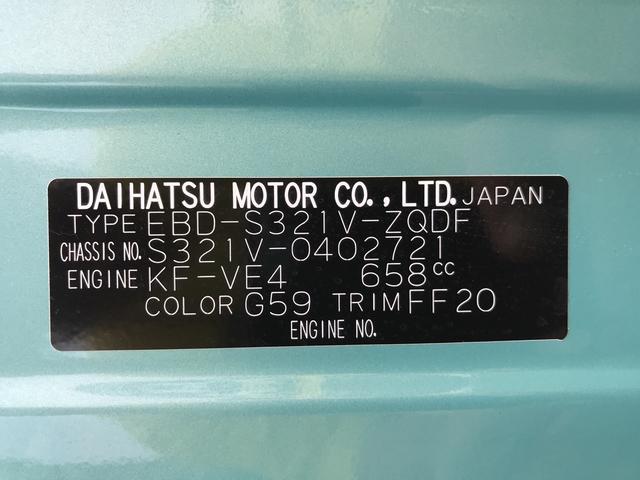 DAIHATSU MOTOR CO., LTD. JAPAN
TYPE EBD-S321V-ZQDF
CHASSIS NO. S321V-0402721
ENGINE KF-VE4 658cc
COLOR G59 TRIM FF20
ENGINE NO.